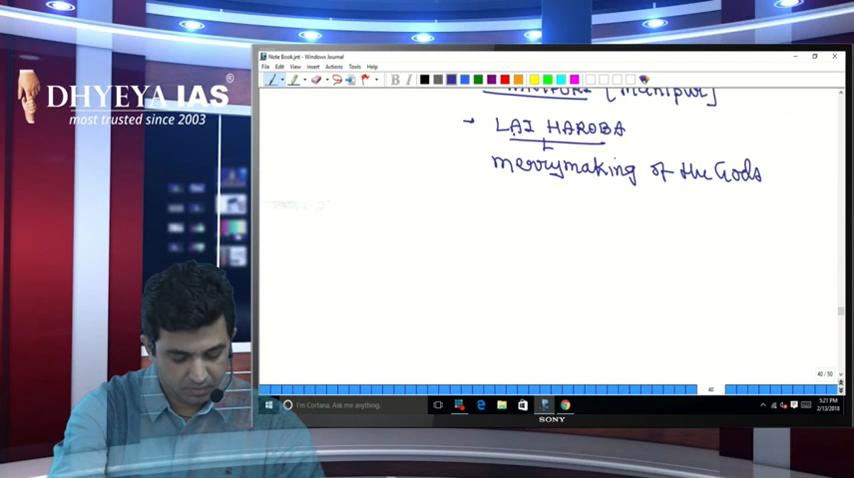 DHYEYA IAS®
most trusted since 2003
Note Book.jnt - Windows Journal
File Edit View Insert Actions Tools Help
B I
MANIPURI [Manipur]
→ LAI HAROBA
merrymaking of the Gods
40 / 50
40
I'm Cortana. Ask me anything.
5:21 PM
2/13/2018
SONY